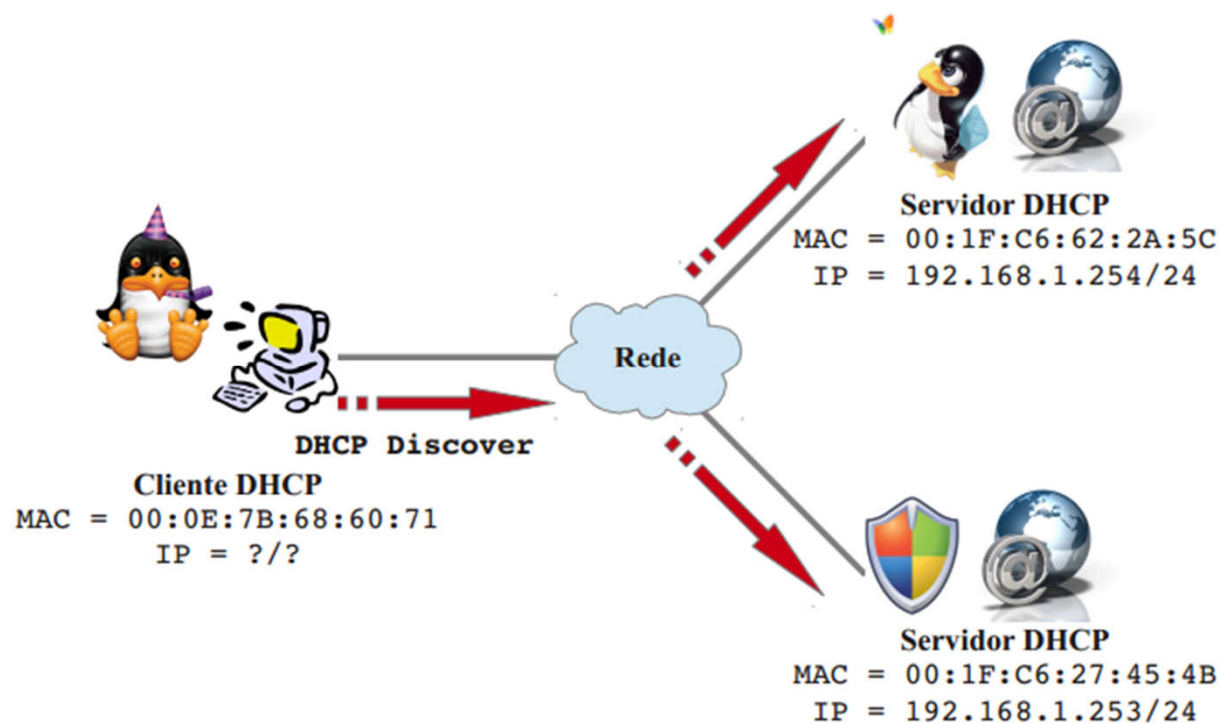 Servidor DHCP
MAC = 00:1F:C6:62:2A:5C
IP = 192.168.1.254/24
Rede
DHCP Discover
Cliente DHCP
MAC = 00:0E:7B:68:60:71
IP = ?/?
Servidor DHCP
MAC = 00:1F:C6:27:45:4B
IP = 192.168.1.253/24